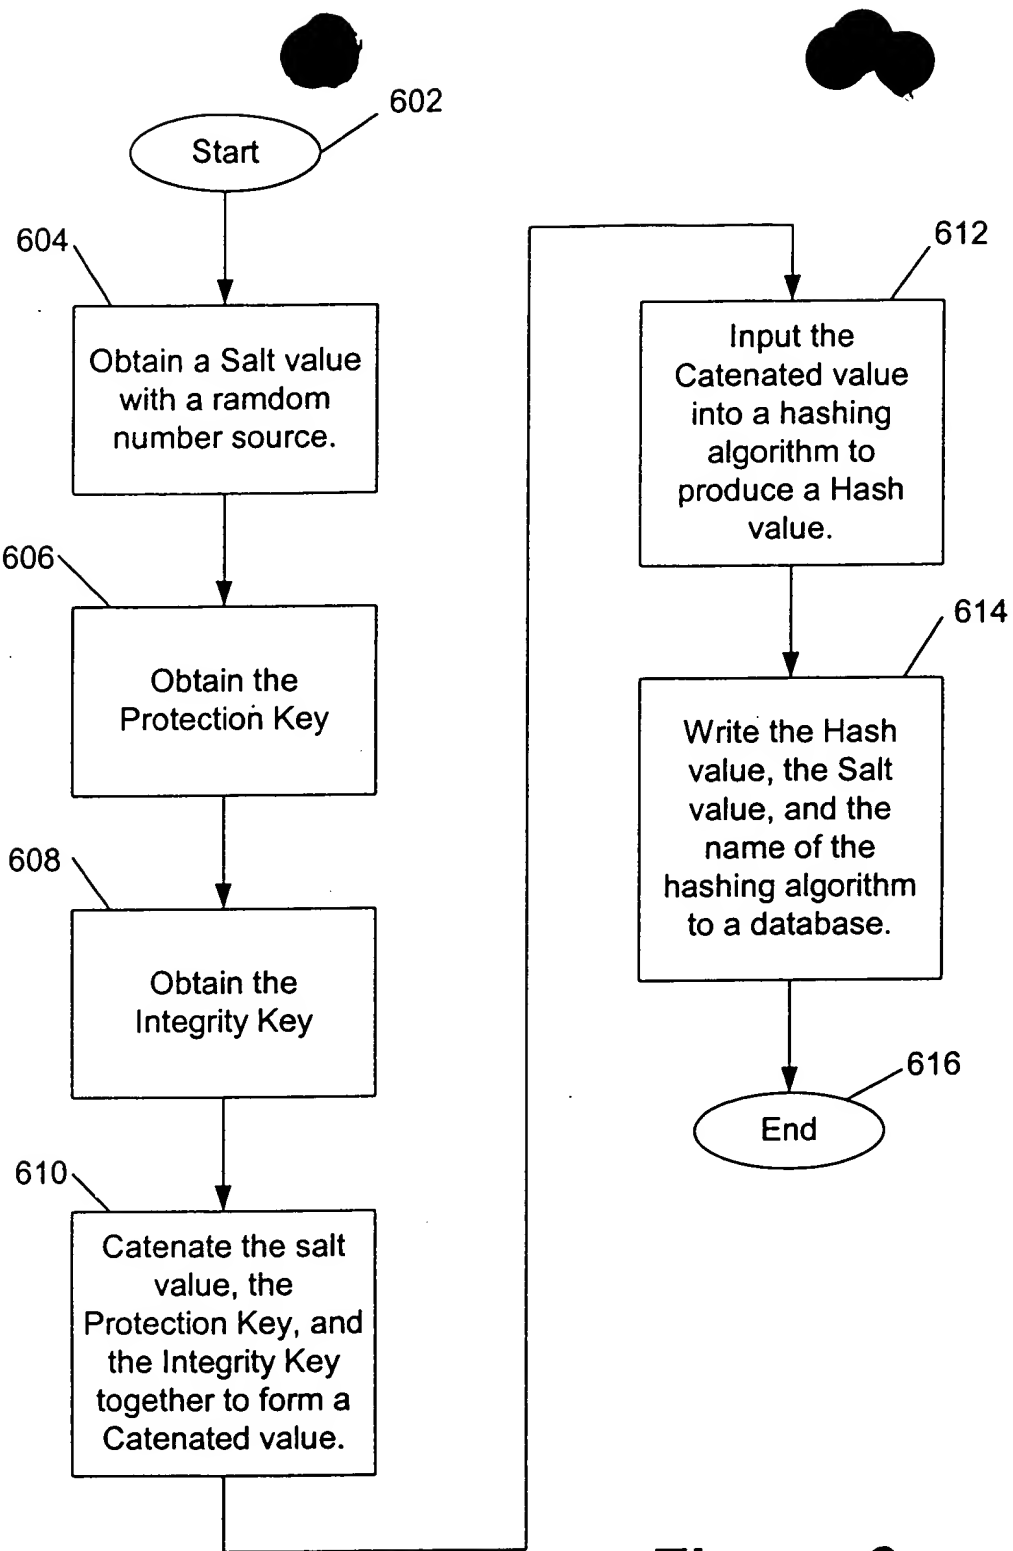 602
Start
604
Obtain a Salt value
with a ramdom
number source.
606
Obtain the
Protection Key
608
Obtain the
Integrity Key
610
Catenate the salt
value, the
Protection Key, and
the Integrity Key
together to form a
Catenated value.
612
Input the
Catenated value
into a hashing
algorithm to
produce a Hash
value.
614
Write the Hash
value, the Salt
value, and the
name of the
hashing algorithm
to a database.
616
End